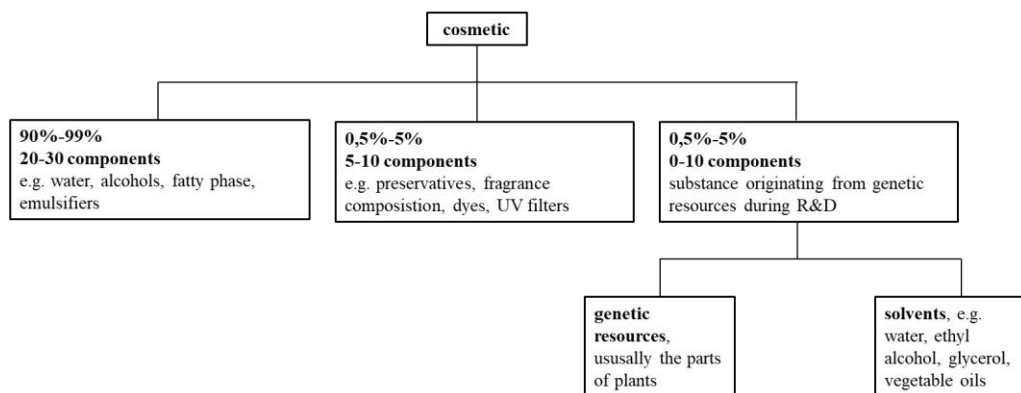 cosmetic
90%-99%
20-30 components
e.g. water, alcohols, fatty phase,
emulsifiers
0,5%-5%
5-10 components
e.g. preservatives, fragrance
composistion, dyes, UV filters
0,5%-5%
0-10 components
substance originating from genetic
resources during R&D
genetic
resources,
ususally the parts
of plants
solvents, e.g.
water, ethyl
alcohol, glycerol,
vegetable oils